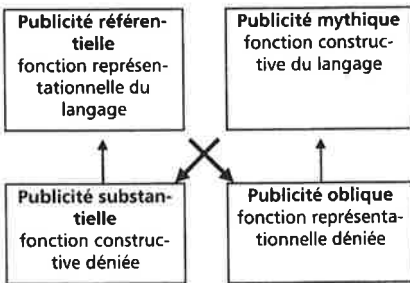 Publicité référen-
tielle
fonction représen-
tationnelle du
langage
Publicité mythique
fonction construc-
tive du langage
Publicité substan-
tielle
fonction construc-
tive déniée
Publicité oblique
fonction représenta-
tionnelle déniée